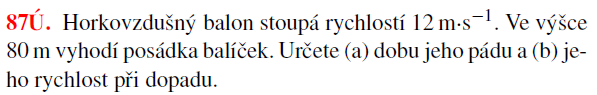 87Ú. Horkovzdušný balon stoupá rychlostí 12 m·s⁻¹. Ve výšce
80 m vyhodí posádka balíček. Určete (a) dobu jeho pádu a (b) je-
ho rychlost při dopadu.